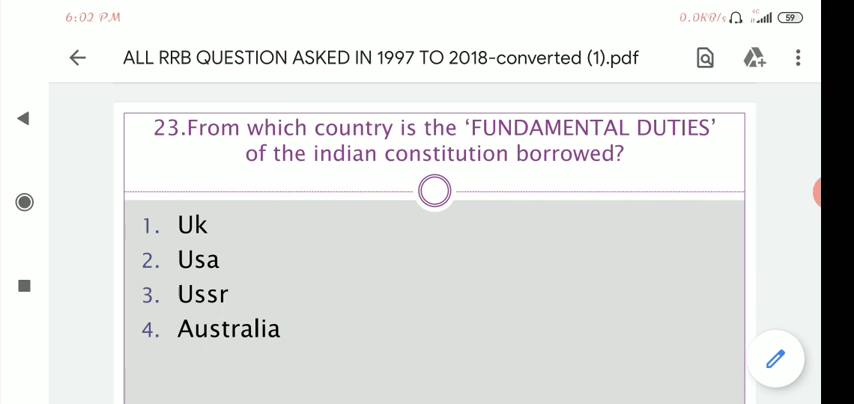 6:02 PM 0.0KB/s 4G 59
ALL RRB QUESTION ASKED IN 1997 TO 2018-converted (1).pdf
23.From which country is the ‘FUNDAMENTAL DUTIES’
of the indian constitution borrowed?
1. Uk
2. Usa
3. Ussr
4. Australia